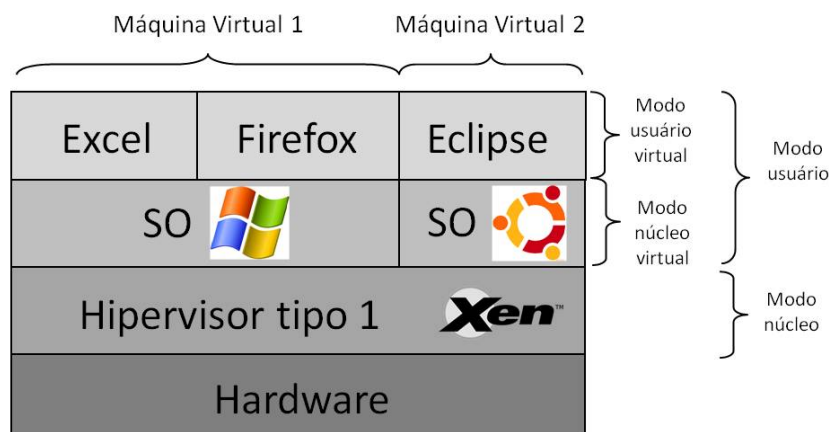 Máquina Virtual 1
Máquina Virtual 2
Excel
Firefox
Eclipse
Modo
usuário
virtual
Modo
usuário
SO
SO
Modo
núcleo
virtual
Hipervisor tipo 1
Xen™
Modo
núcleo
Hardware